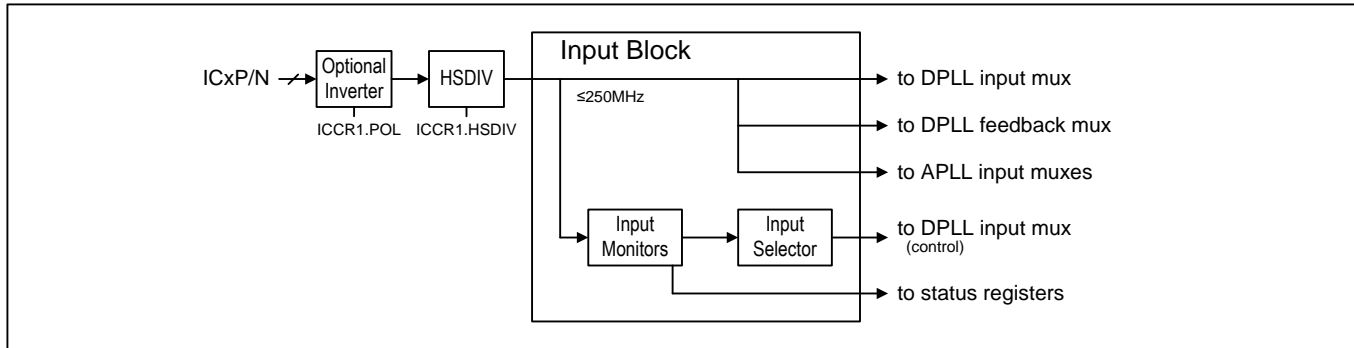 Input Block
ICxP/N
Optional
Inverter
HSDIV
ICCR1.POL
ICCR1.HSDIV
≤250MHz
to DPLL input mux
to DPLL feedback mux
to APLL input muxes
Input
Monitors
Input
Selector
to DPLL input mux
(control)
to status registers